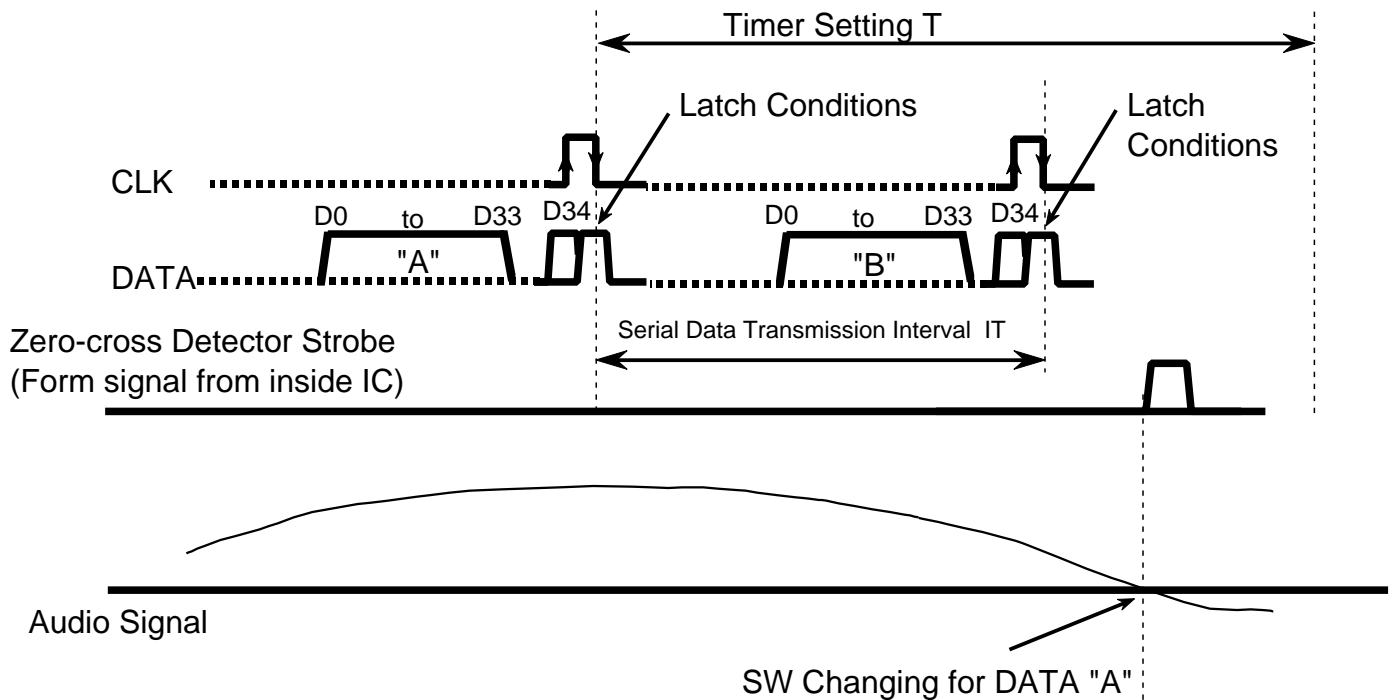 Timer Setting T
Latch Conditions
Latch
Conditions
CLK
D0 to D33 D34
D0 to D33 D34
"A"
"B"
DATA
Serial Data Transmission Interval IT
Zero-cross Detector Strobe
(Form signal from inside IC)
Audio Signal
SW Changing for DATA "A"